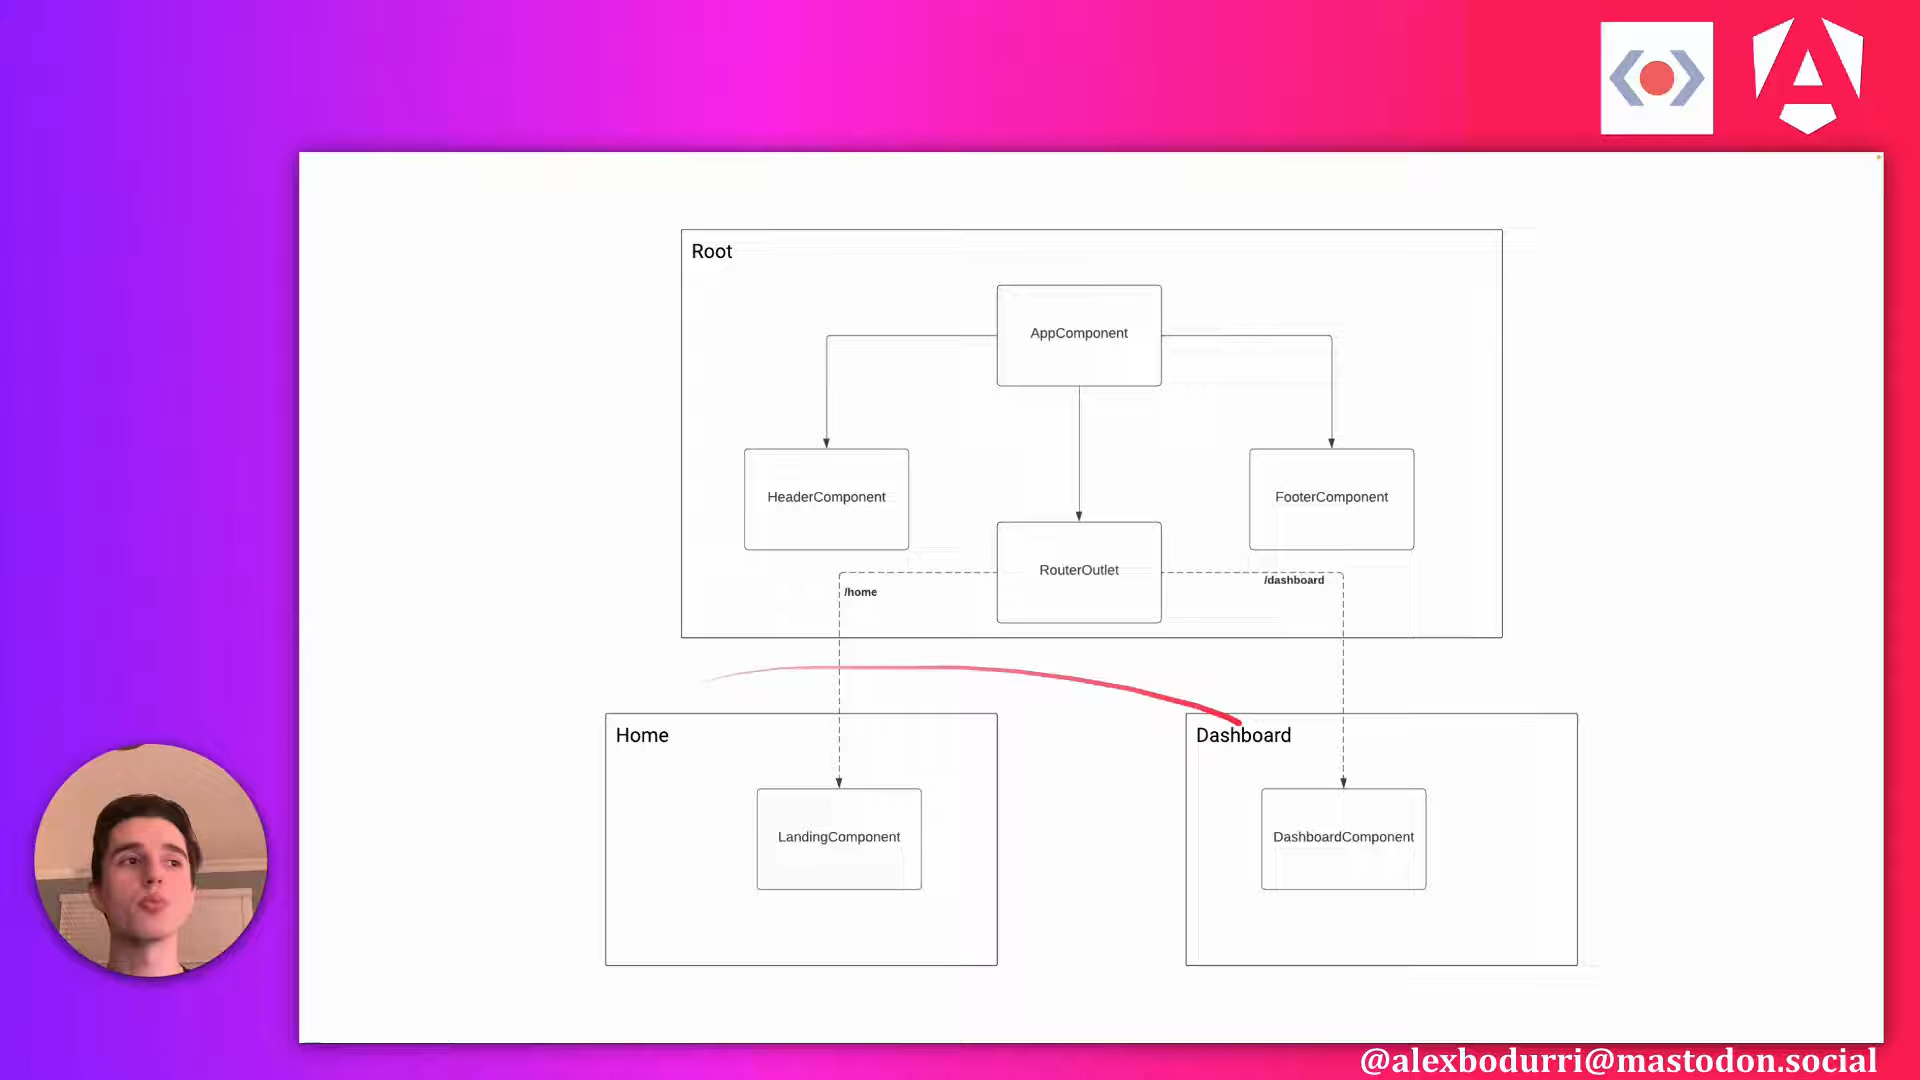 Root
AppComponent
HeaderComponent
FooterComponent
RouterOutlet
/home
/dashboard
Home
Dashboard
LandingComponent
DashboardComponent
@alexbodurri@mastodon.social